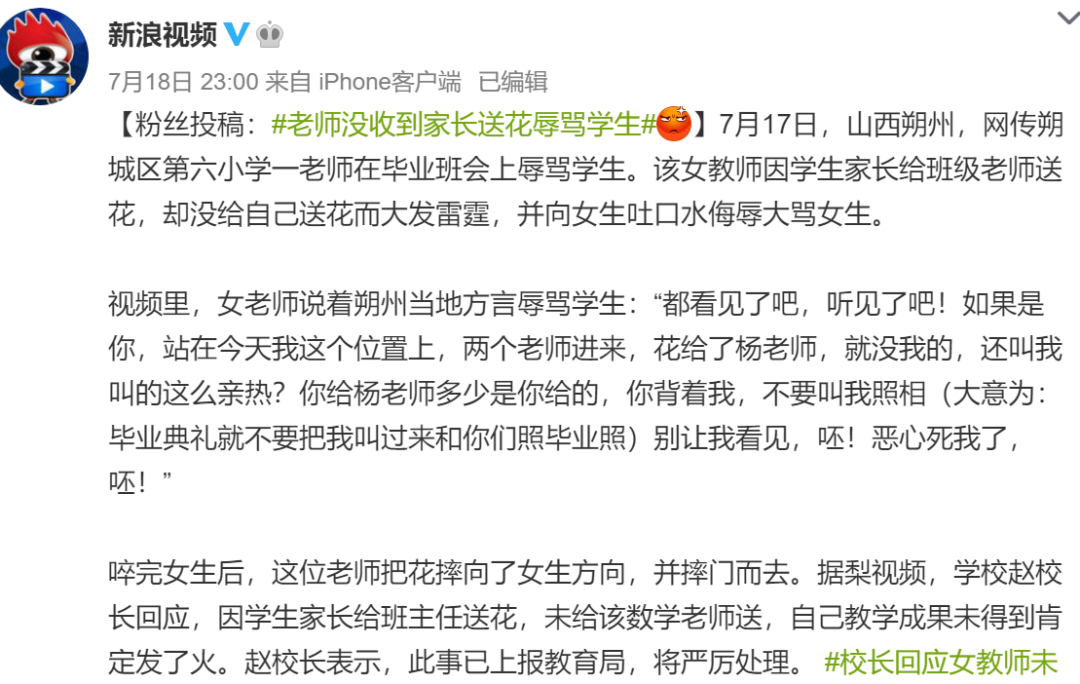 新浪视频
7月18日 23:00 来自 iPhone客户端 已编辑
【粉丝投稿：#老师没收到家长送花辱骂学生#】7月17日，山西朔州，网传朔
城区第六小学一老师在毕业班会上辱骂学生。该女教师因学生家长给班级老师送
花，却没给自己送花而大发雷霆，并向女生吐口水侮辱大骂女生。
视频里，女老师说着朔州当地方言辱骂学生：“都看见了吧，听见了吧！如果是
你，站在今天我这个位置上，两个老师进来，花给了杨老师，就没我的，还叫我
叫的这么亲热？你给杨老师多少是你给的，你背着我，不要叫我照相（大意为：
毕业典礼就不要把我叫过来和你们照毕业照）别让我看见，呸！恶心死我了，
呸！”
啐完女生后，这位老师把花摔向了女生方向，并摔门而去。据梨视频，学校赵校
长回应，因学生家长给班主任送花，未给该数学老师送，自己教学成果未得到肯
定发了火。赵校长表示，此事已上报教育局，将严厉处理。 #校长回应女教师未